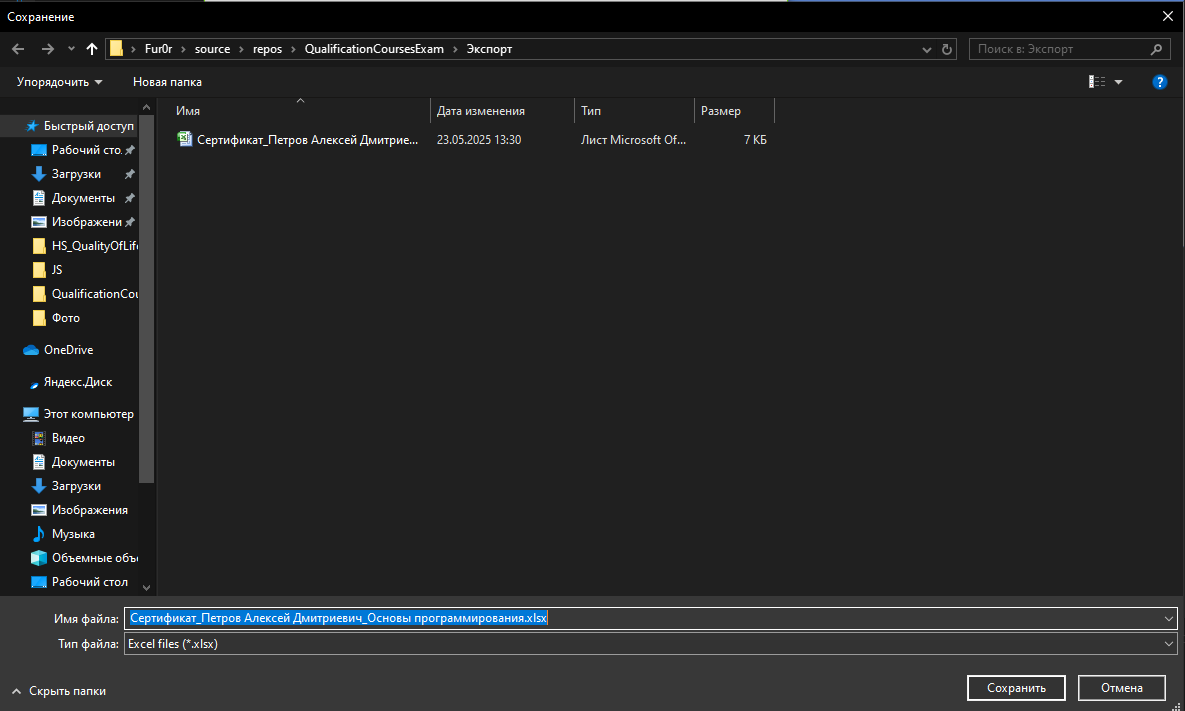 Сохранение
Fur0r › source › repos › QualificationCoursesExam › Экспорт
Поиск в: Экспорт
Упорядочить
Новая папка
Имя Дата изменения Тип Размер
Сертификат_Петров Алексей Дмитрие... 23.05.2025 13:30 Лист Microsoft Of... 7 КБ
Быстрый доступ
Рабочий сто.
Загрузки
Документы
Изображени
HS_QualityOfLife
JS
QualificationCou
Фото
OneDrive
Яндекс.Диск
Этот компьютер
Видео
Документы
Загрузки
Изображения
Музыка
Объемные объе
Рабочий стол
Имя файла: Сертификат_Петров Алексей Дмитриевич_Основы программирования.xlsx
Тип файла: Excel files (*.xlsx)
Скрыть папки
Сохранить
Отмена